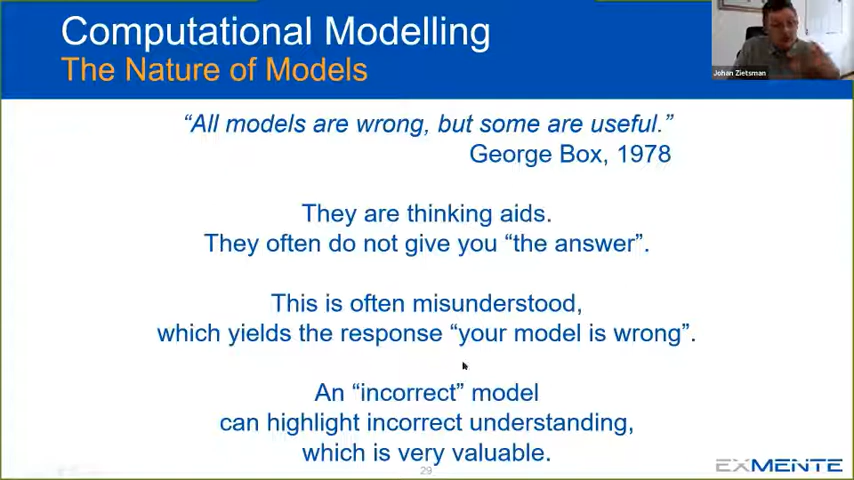 Computational Modelling
The Nature of Models
Johan Zietsman
“All models are wrong, but some are useful.”
George Box, 1978
They are thinking aids.
They often do not give you “the answer”.
This is often misunderstood,
which yields the response “your model is wrong”.
An “incorrect” model
can highlight incorrect understanding,
which is very valuable.
29
EXMENTE